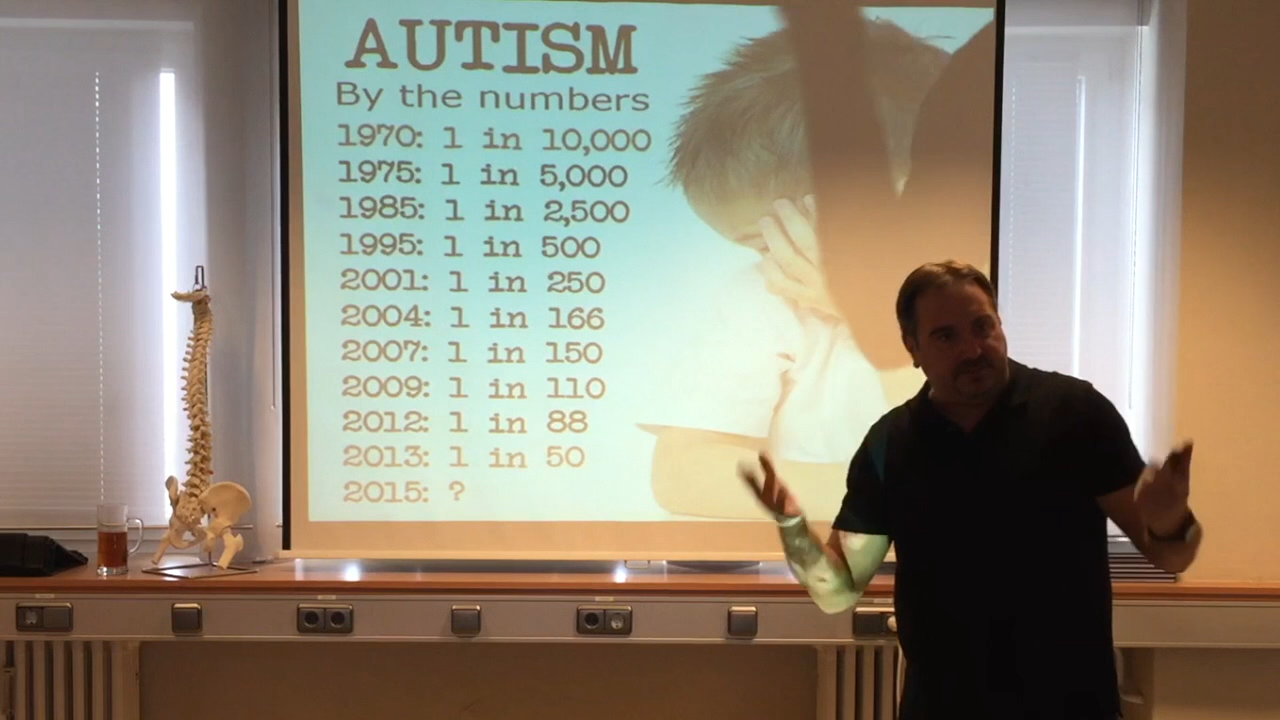 AUTISM
By the numbers
1970: 1 in 10,000
1975: 1 in 5,000
1985: 1 in 2,500
1995: 1 in 500
2001: 1 in 250
2004: 1 in 166
2007: 1 in 150
2009: 1 in 110
2012: 1 in 88
2013: 1 in 50
2015: ?